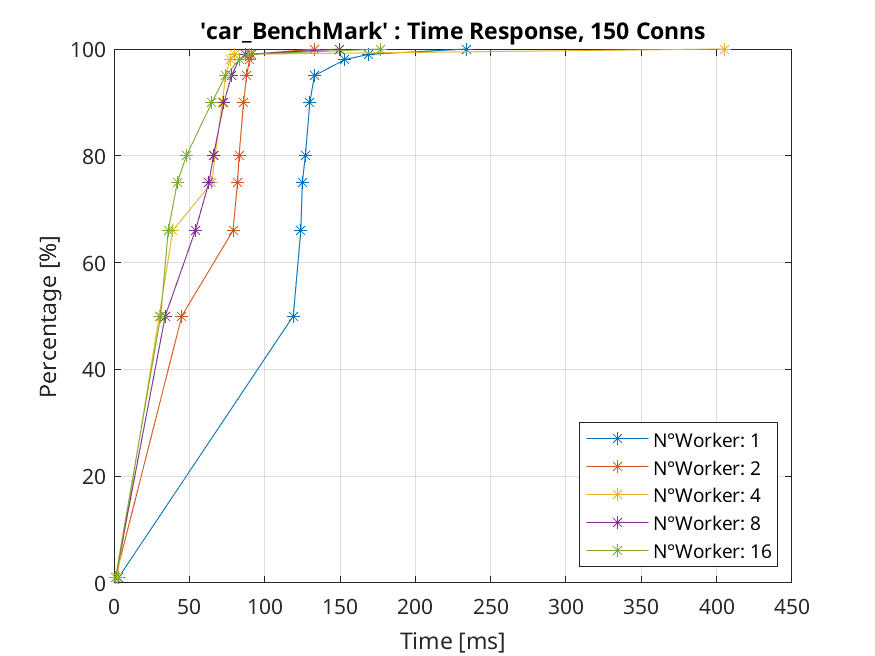 'car_BenchMark' : Time Response, 150 Conns
100
80
60
40
20
0
Percentage [%]
N°Worker: 1
N°Worker: 2
N°Worker: 4
N°Worker: 8
N°Worker: 16
0 50 100 150 200 250 300 350 400 450
Time [ms]